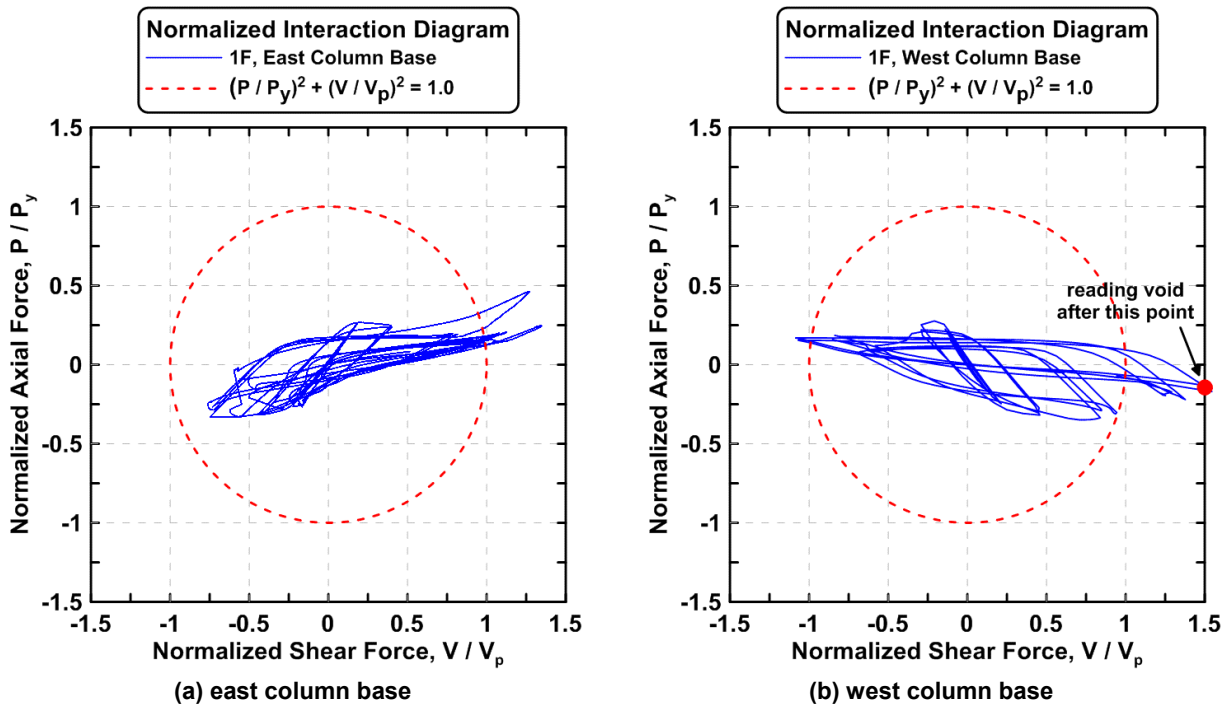 Normalized Interaction Diagram
1F, East Column Base
(P / Py)² + (V / Vp)² = 1.0
1.5
1
0.5
0
-0.5
-1
-1.5
Normalized Axial Force, P / Py
-1.5
-1
-0.5
0
0.5
1
1.5
Normalized Shear Force, V / Vp
(a) east column base
Normalized Interaction Diagram
1F, West Column Base
(P / Py)² + (V / Vp)² = 1.0
1.5
1
0.5
0
-0.5
-1
-1.5
Normalized Axial Force, P / Py
reading void
after this point
-1.5
-1
-0.5
0
0.5
1
1.5
Normalized Shear Force, V / Vp
(b) west column base